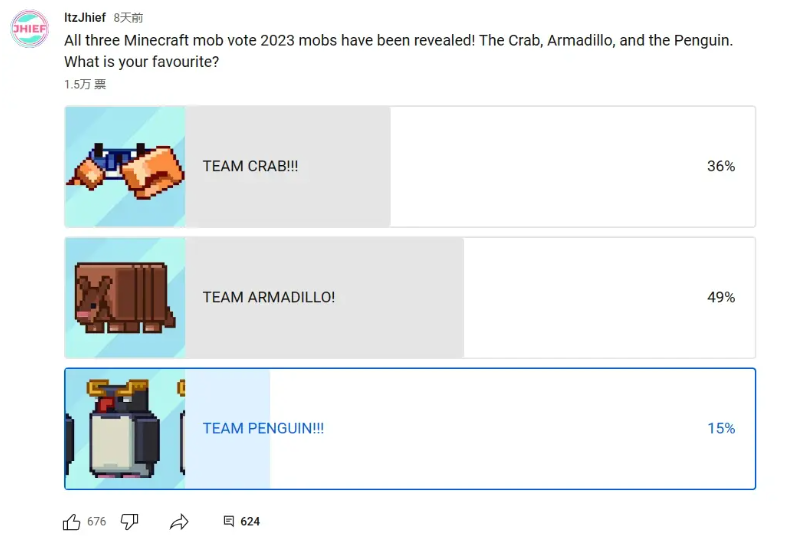 JHIEF
ItzJhief 8天前
All three Minecraft mob vote 2023 mobs have been revealed! The Crab, Armadillo, and the Penguin.
What is your favourite?
1.5万 票
TEAM CRAB!!! 36%
TEAM ARMADILLO! 49%
TEAM PENGUIN!!! 15%
676 624